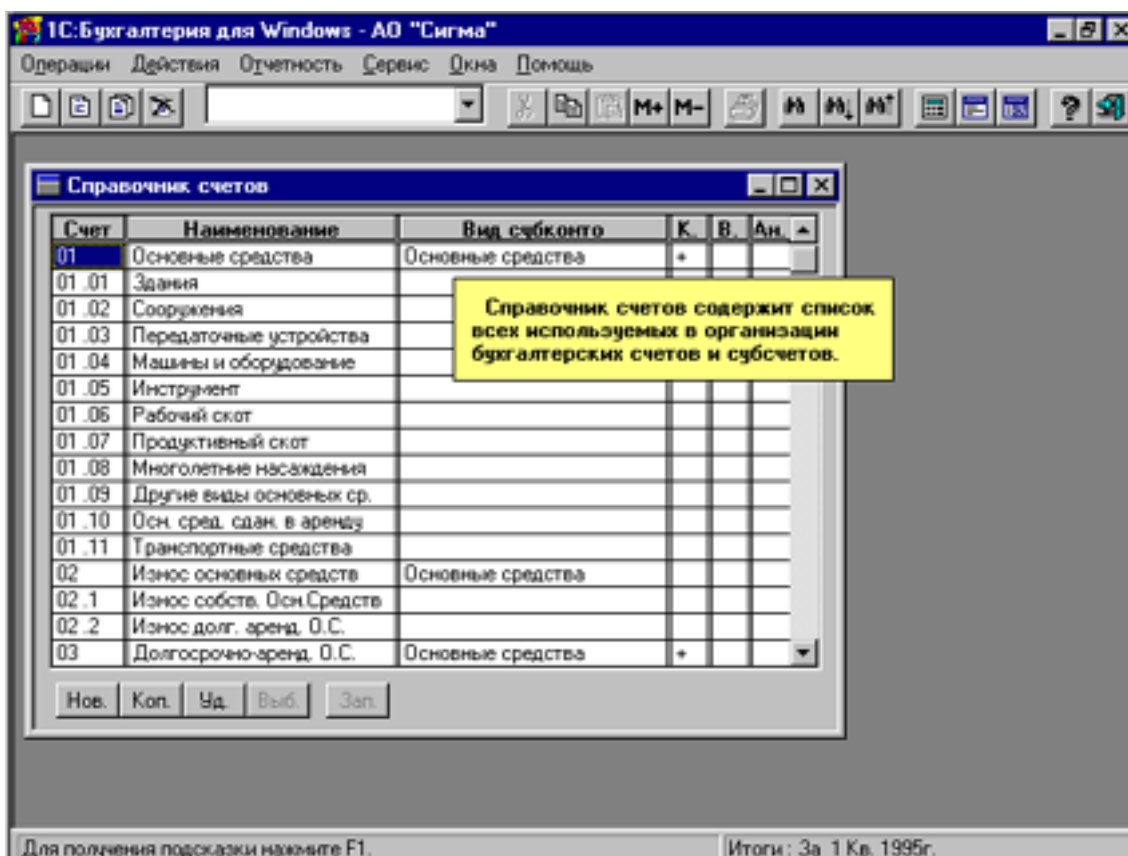 1С:Бухгалтерия для Windows - АО "Сигма"
Операции Действия Отчетность Сервис Окна Помощь
M+ M-
Справочник счетов
Счет Наименование Вид субконто К. В. Ан.
01 Основные средства Основные средства +
01 .01 Здания
01 .02 Сооружения
01 .03 Передаточные устройства
01 .04 Машины и оборудование
01 .05 Инструмент
01 .06 Рабочий скот
01 .07 Продуктивный скот
01 .08 Многолетние насаждения
01 .09 Другие виды основных ср.
01 .10 Осн. сред. сдан. в аренду
01 .11 Транспортные средства
02 Износ основных средств Основные средства
02 .1 Износ собств. Осн.Средств
02 .2 Износ долг. аренд. О.С.
03 Долгосрочно-аренд. О.С. Основные средства +
Справочник счетов содержит список
всех используемых в организации
бухгалтерских счетов и субсчетов.
Нов. Коп. Уд. Выб. Зап.
Для получения подсказки нажмите F1. Итоги : За 1 Кв. 1995г.